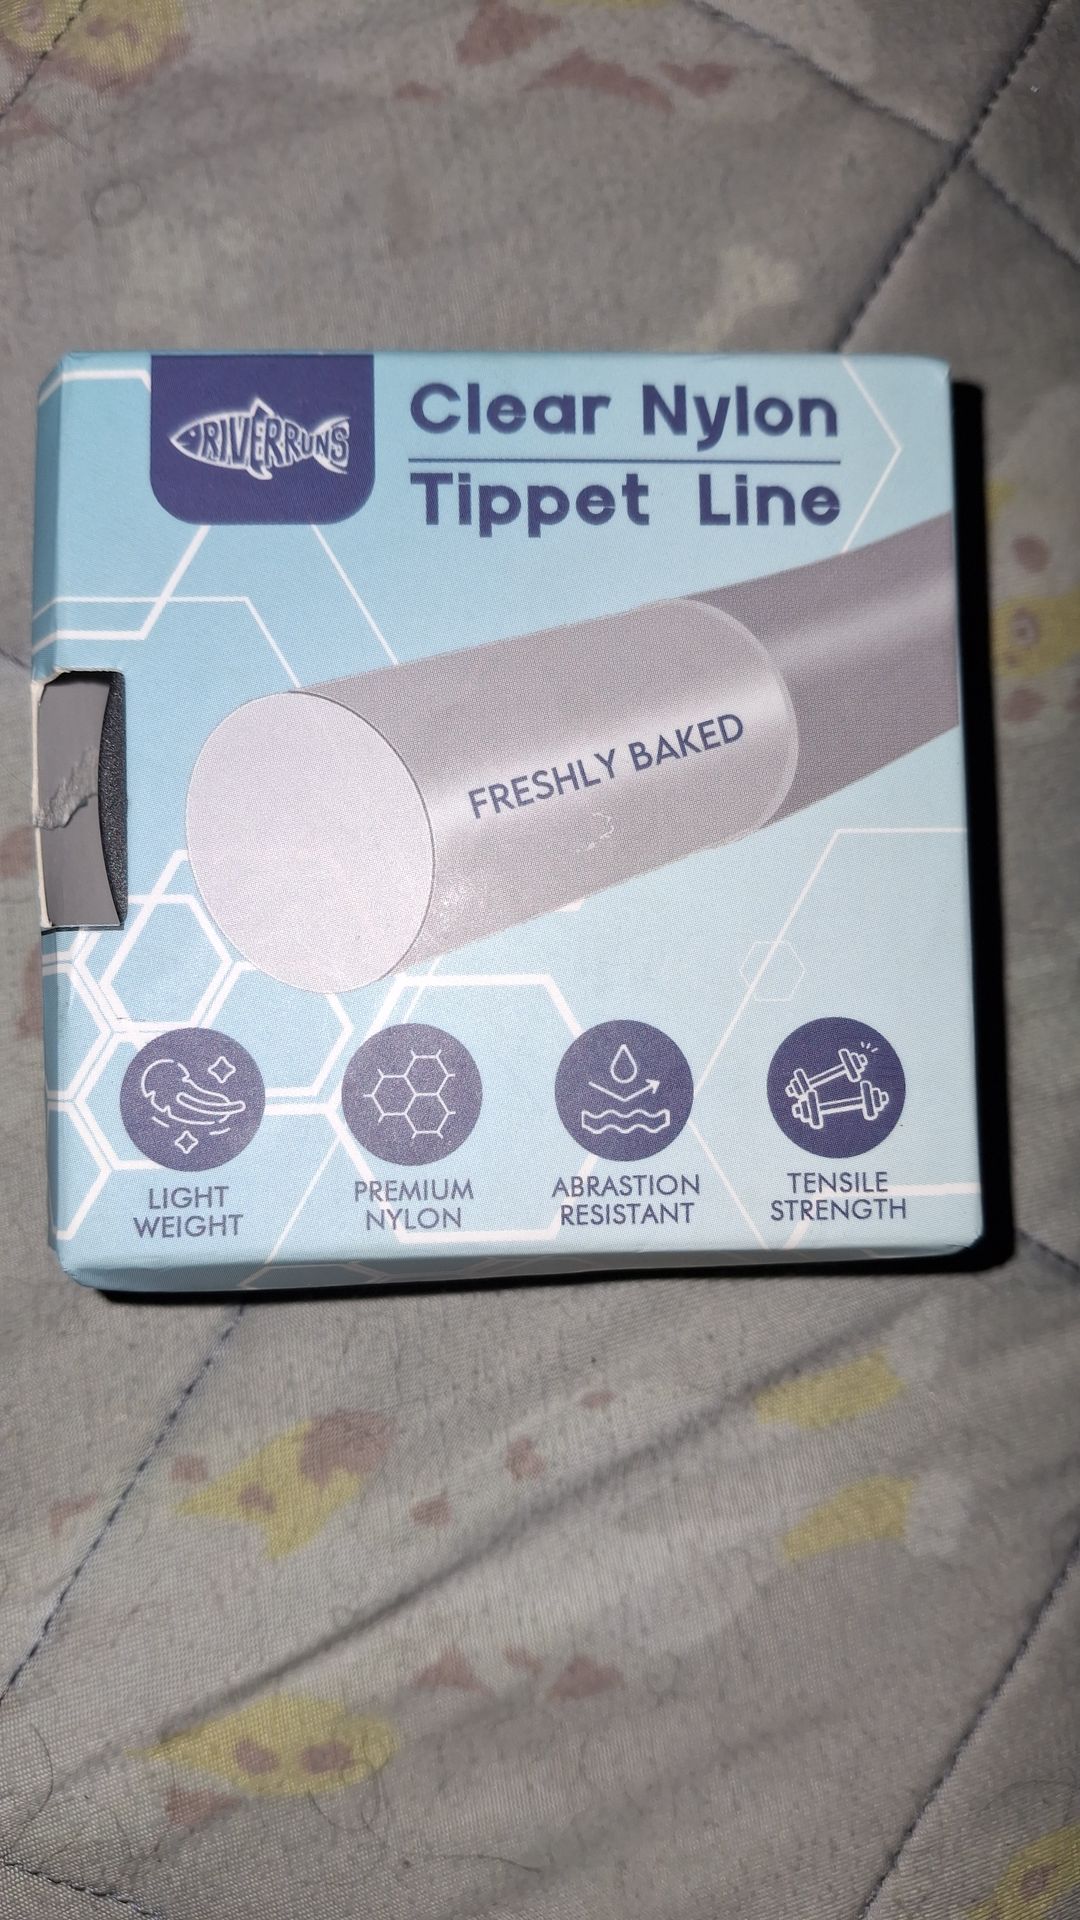 RIVERRUNS
Clear Nylon
Tippet Line
FRESHLY BAKED
LIGHT
WEIGHT
PREMIUM
NYLON
ABRASTION
RESISTANT
TENSILE
STRENGTH